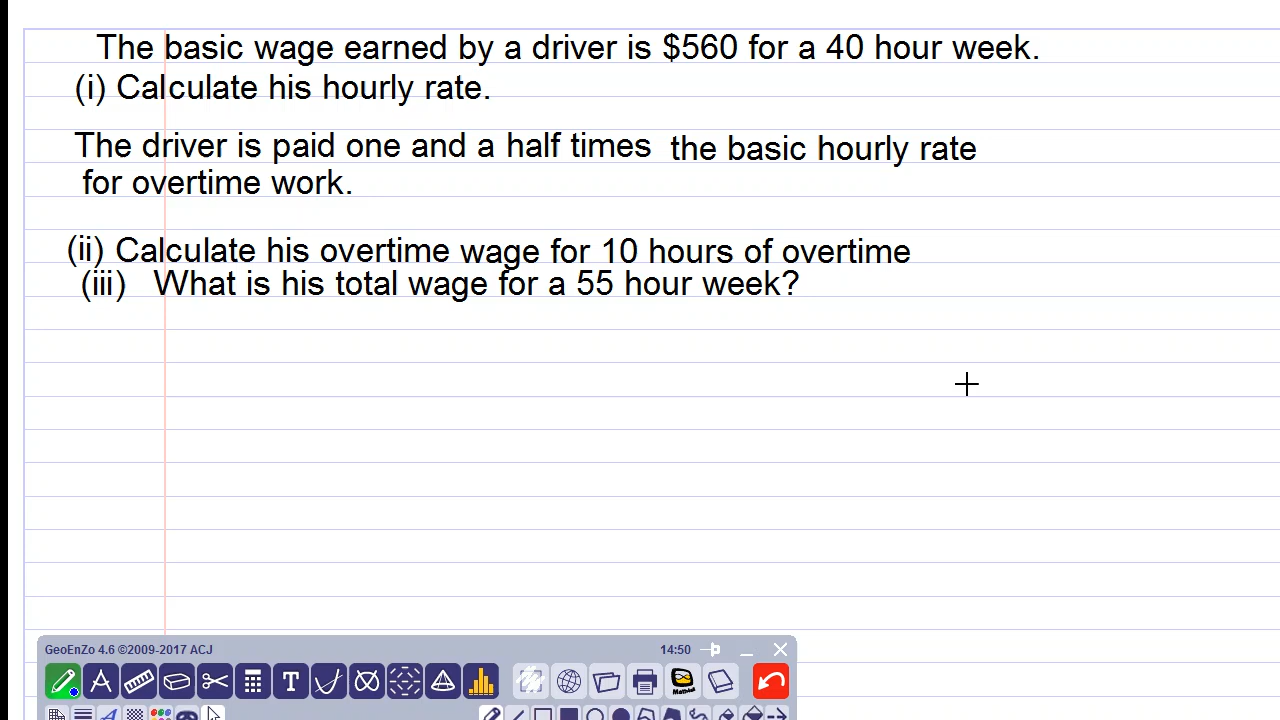 The basic wage earned by a driver is $560 for a 40 hour week.
(i) Calculate his hourly rate.
The driver is paid one and a half times the basic hourly rate
for overtime work.
(ii) Calculate his overtime wage for 10 hours of overtime
(iii) What is his total wage for a 55 hour week?
GeoEnZo 4.6 ©2009-2017 ACJ 14:50